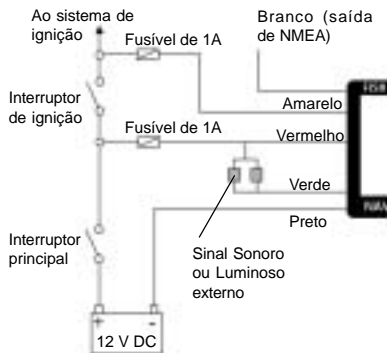 Ao sistema de
ignição
Branco (saída
de NMEA)
Fusível de 1A
Amarelo
Interruptor
de ignição
Fusível de 1A
Vermelho
Verde
Preto
Interruptor
principal
Sinal Sonoro
ou Luminoso
externo
+ -
12 V DC